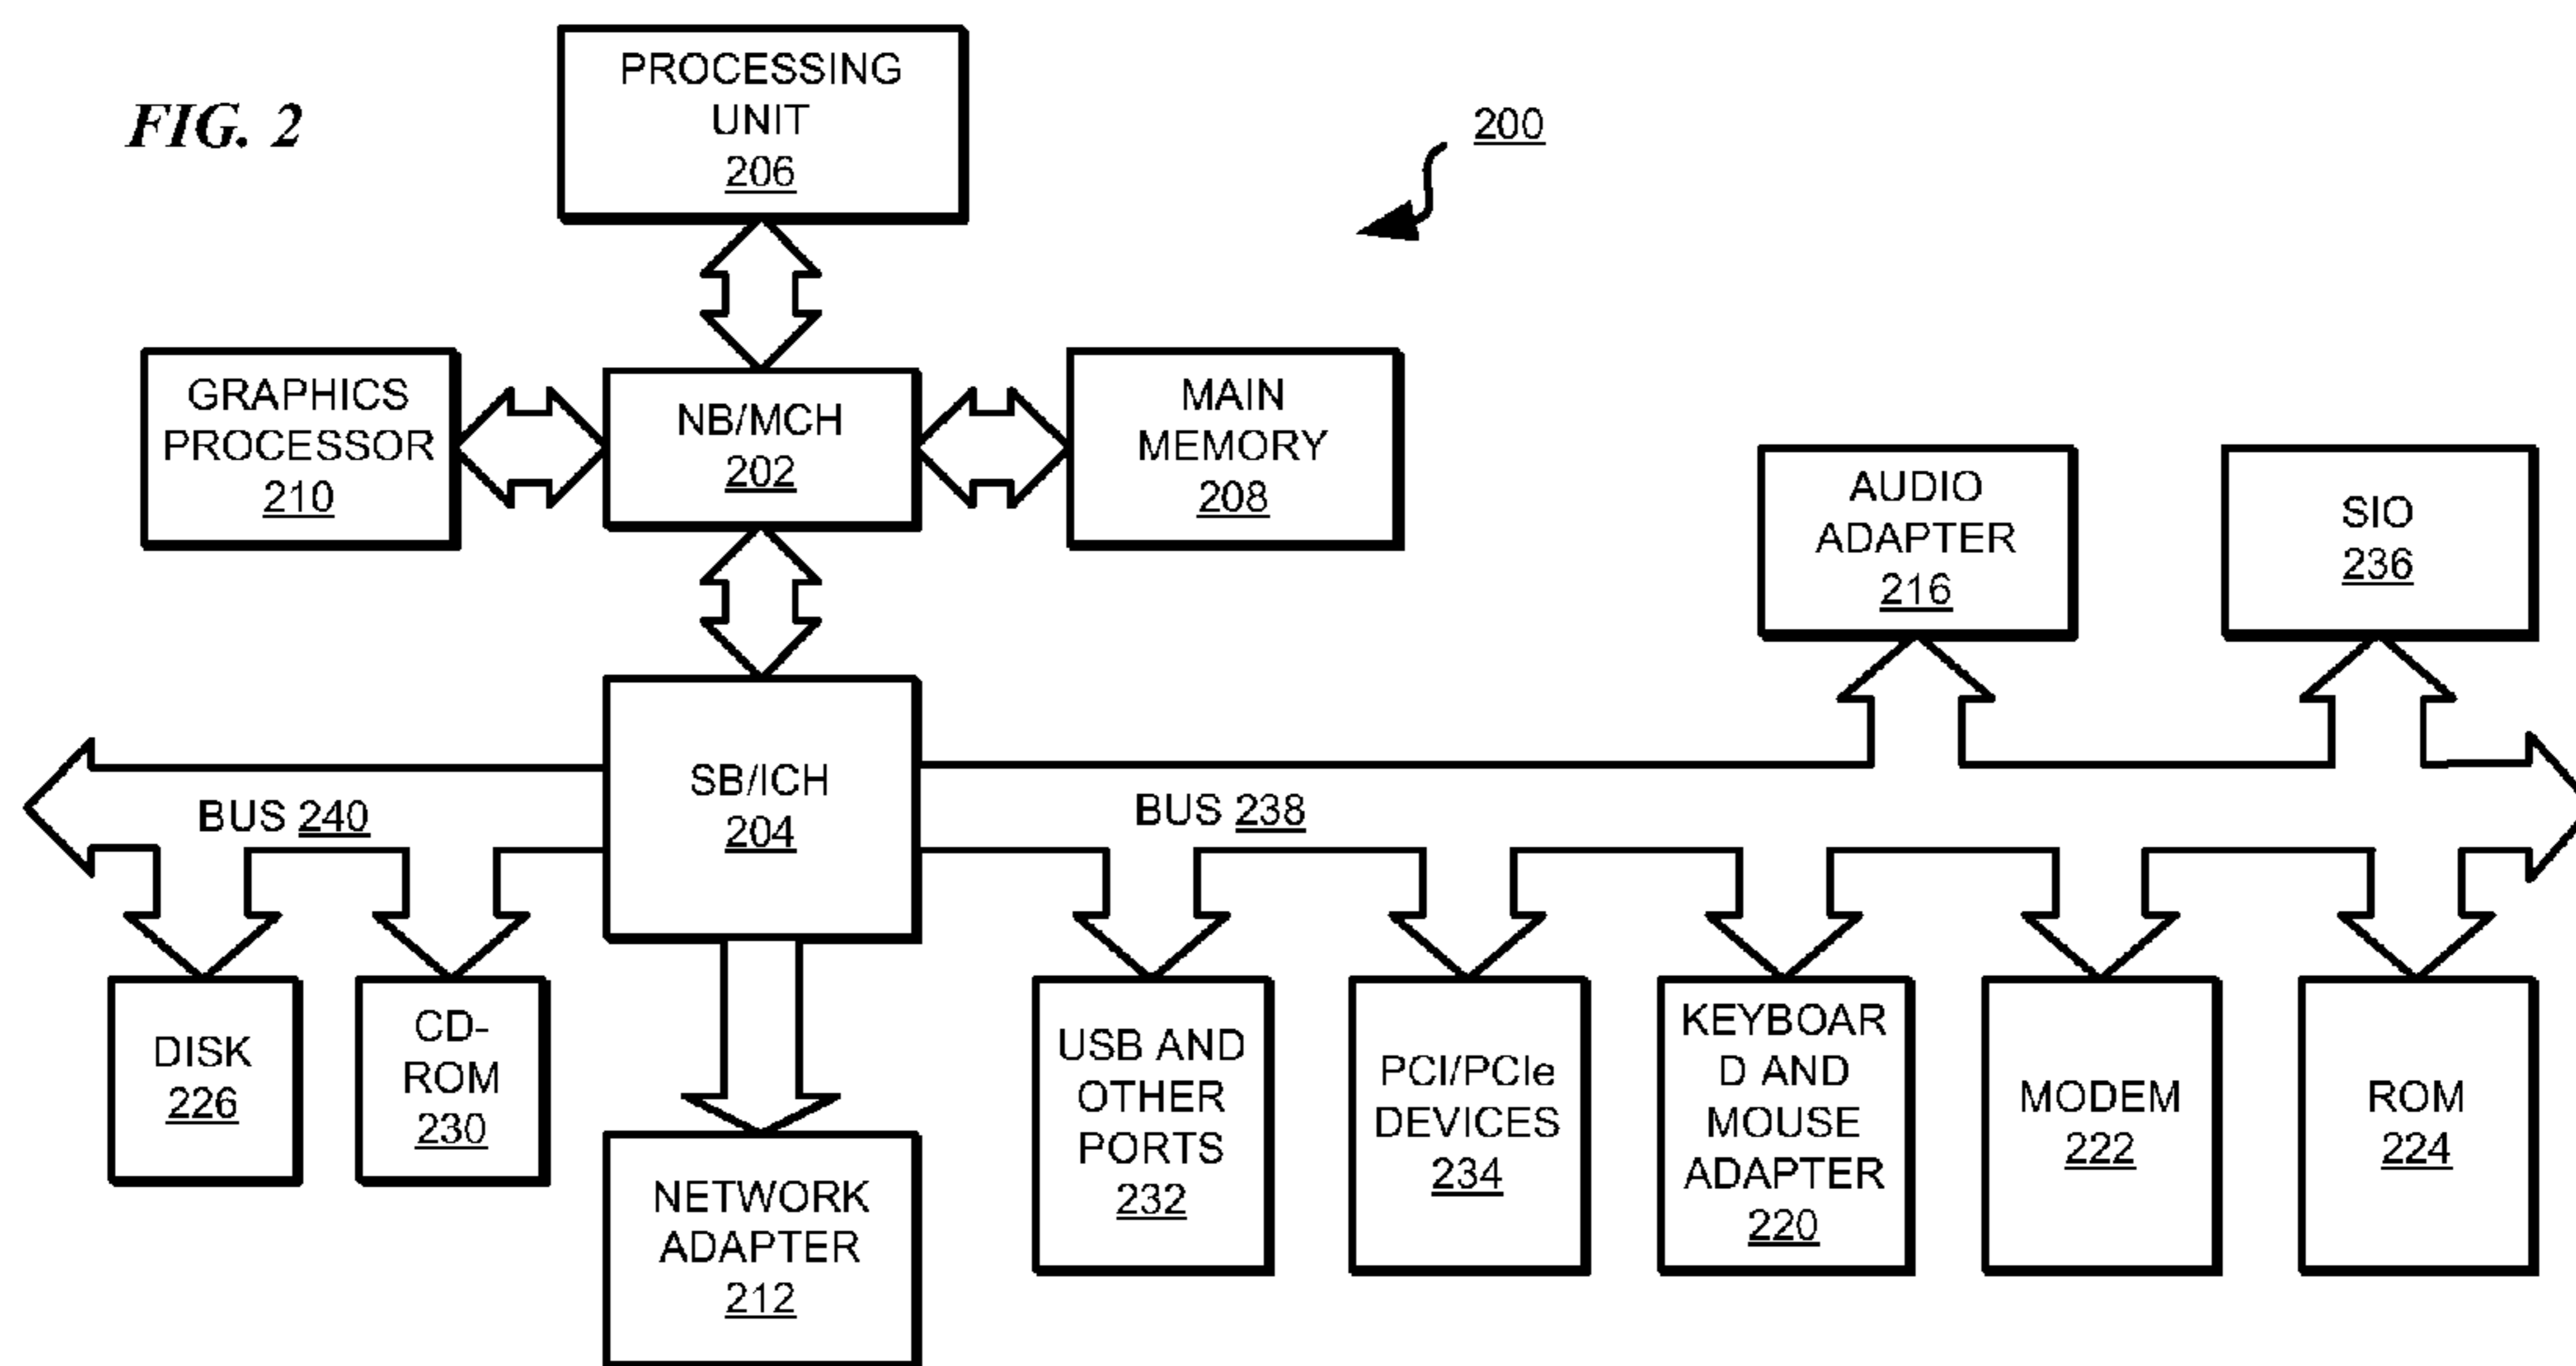 FIG. 2
PROCESSING
UNIT
206
200
GRAPHICS
PROCESSOR
210
NB/MCH
202
MAIN
MEMORY
208
AUDIO
ADAPTER
216
SIO
236
SB/ICH
204
BUS 240
BUS 238
DISK
226
CD-
ROM
230
NETWORK
ADAPTER
212
USB AND
OTHER
PORTS
232
PCI/PCIe
DEVICES
234
KEYBOAR
D AND
MOUSE
ADAPTER
220
MODEM
222
ROM
224